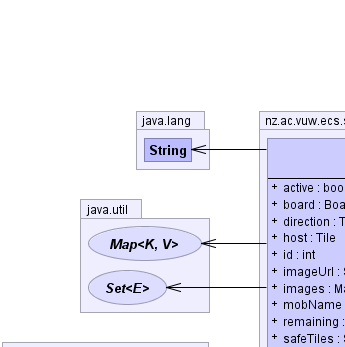 java.lang
String
nz.ac.vuw.ecs.
java.util
Map<K, V>
Set<E>
+ active : boo
+ board : Boa
+ direction : T
+ host : Tile
+ id : int
+ imageUrl : S
+ images : Ma
+ mobName
+ remaining :
+ safeTiles : S